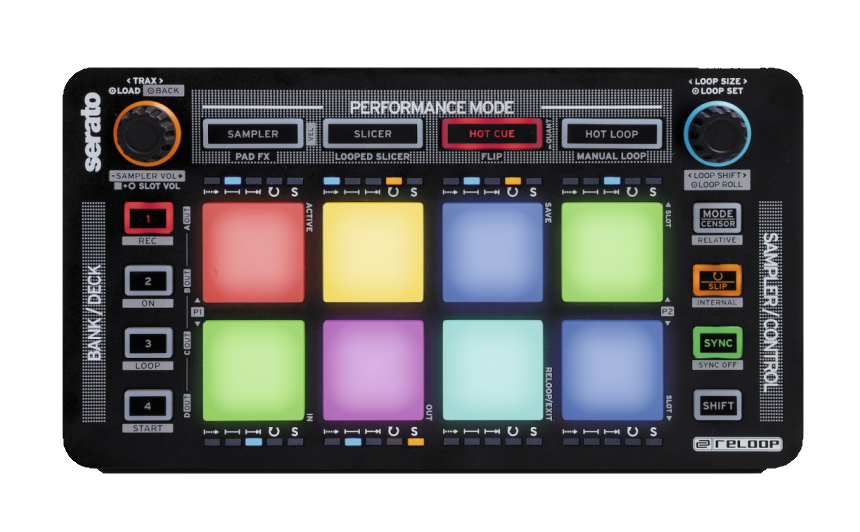 < TRAX >
LOAD BACK
serato
-SAMPLER VOL+
+ SLOT VOL
PERFORMANCE MODE
SAMPLER
VEL
SLICER
HOT CUE
-QUANT
HOT LOOP
PAD FX
LOOPED SLICER
FLIP
MANUAL LOOP
< LOOP SIZE >
LOOP SET
< LOOP SHIFT >
LOOP ROLL
S
S
S
S
BANK / DECK
1
REC
A OUT
2
ON
B OUT
3
LOOP
C OUT
4
START
D OUT
ACTIVE
SAVE
SLOT
P1
P2
IN
OUT
RELOOP/EXIT
SLOT
S
S
S
S
MODE
CENSOR
RELATIVE
SLIP
INTERNAL
SYNC
SYNC OFF
SHIFT
SAMPLER / CONTROL
RELOOP